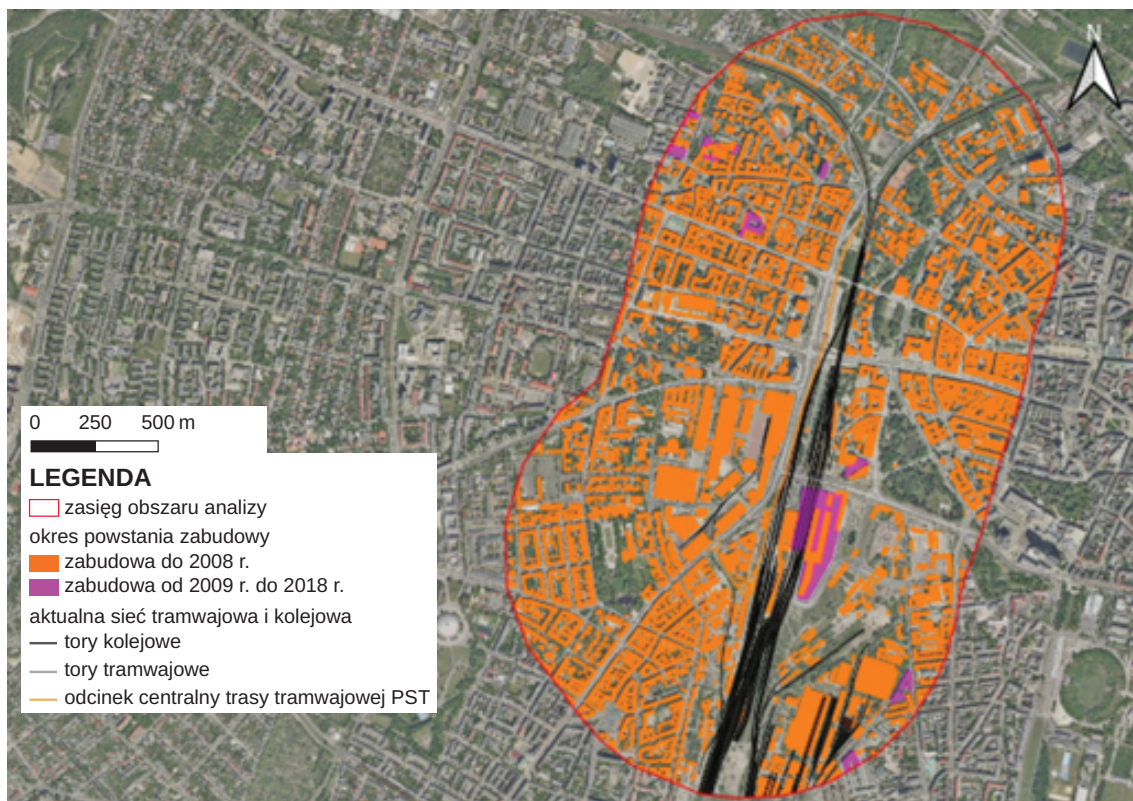 N
0 250 500 m
LEGENDA
zasięg obszaru analizy
okres powstania zabudowy
zabudowa do 2008 r.
zabudowa od 2009 r. do 2018 r.
aktualna sieć tramwajowa i kolejowa
tory kolejowe
tory tramwajowe
odcinek centralny trasy tramwajowej PST